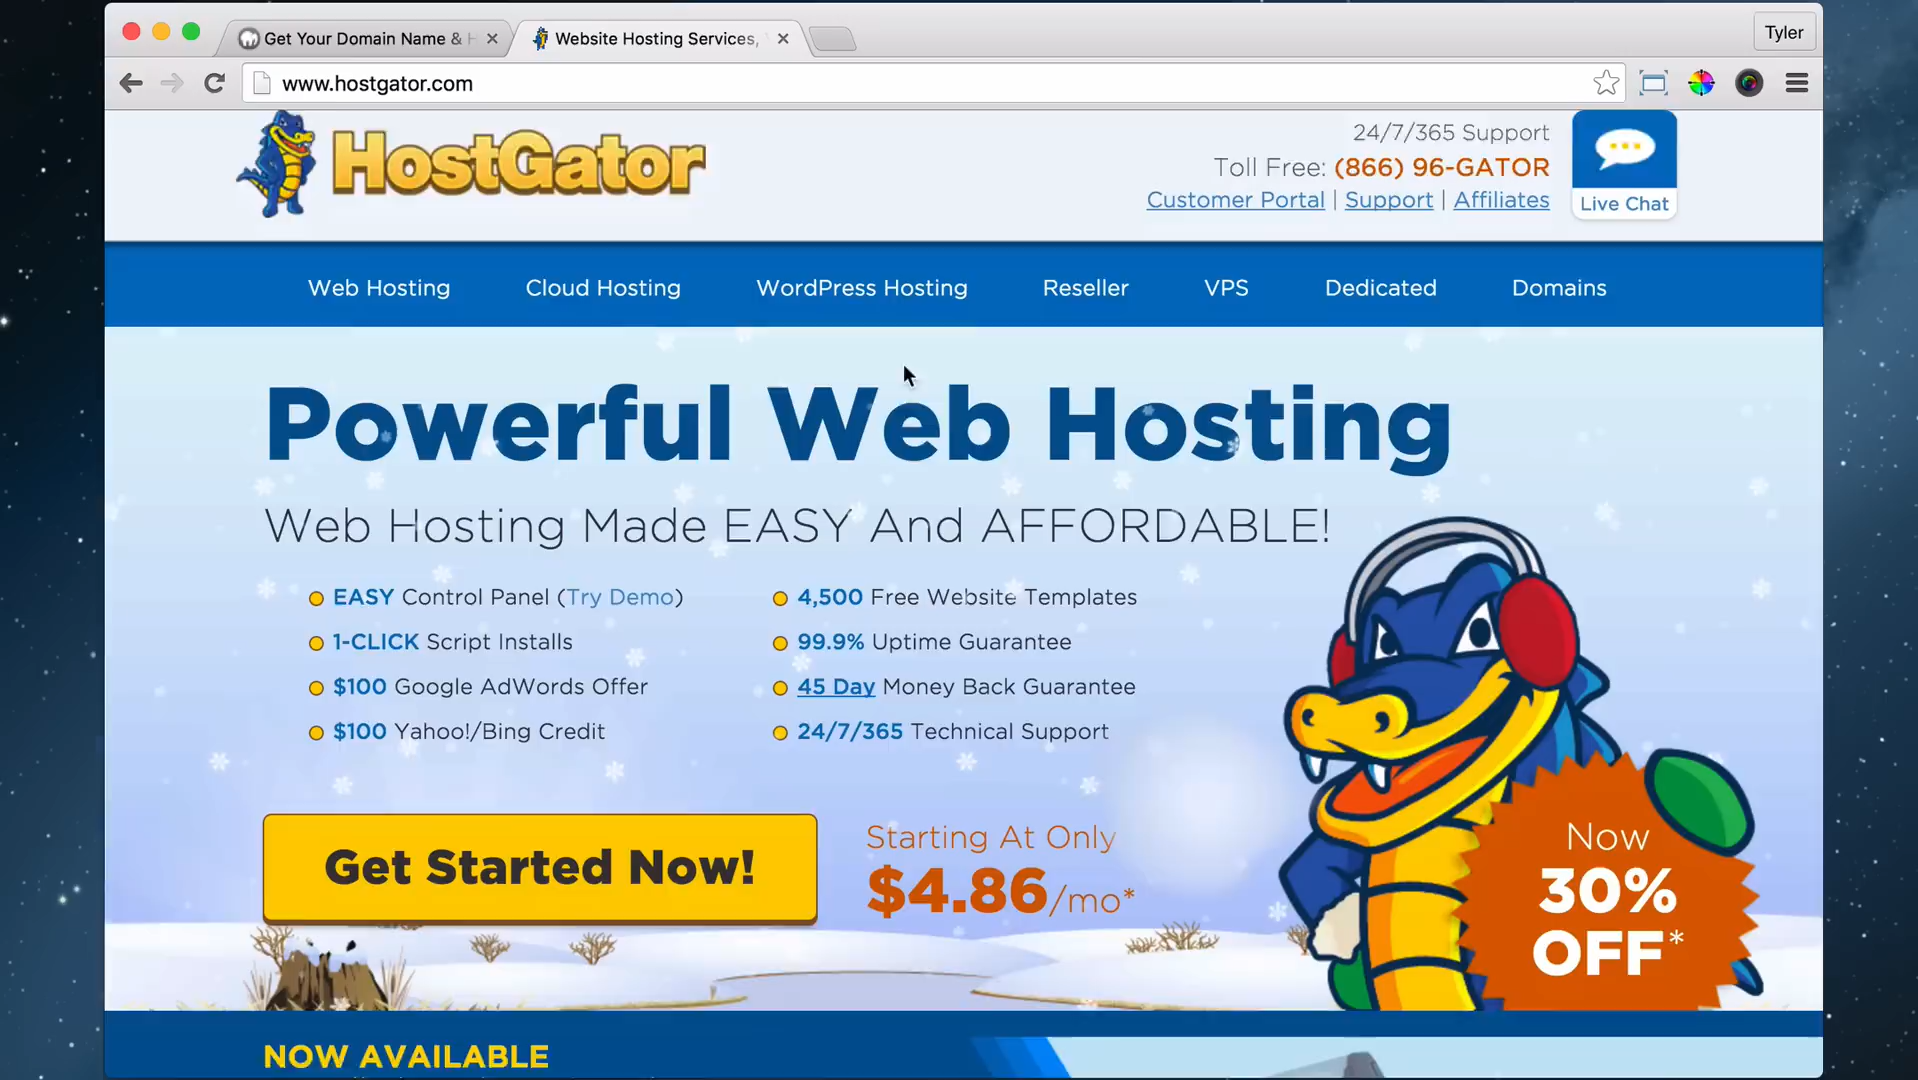 Get Your Domain Name & H
Website Hosting Services,
Tyler
www.hostgator.com
HostGator
24/7/365 Support
Toll Free: (866) 96-GATOR
Customer Portal | Support | Affiliates
Live Chat
Web Hosting
Cloud Hosting
WordPress Hosting
Reseller
VPS
Dedicated
Domains
Powerful Web Hosting
Web Hosting Made EASY And AFFORDABLE!
EASY Control Panel (Try Demo)
1-CLICK Script Installs
$100 Google AdWords Offer
$100 Yahoo!/Bing Credit
4,500 Free Website Templates
99.9% Uptime Guarantee
45 Day Money Back Guarantee
24/7/365 Technical Support
Get Started Now!
Starting At Only
$4.86/mo*
Now
30%
OFF*
NOW AVAILABLE